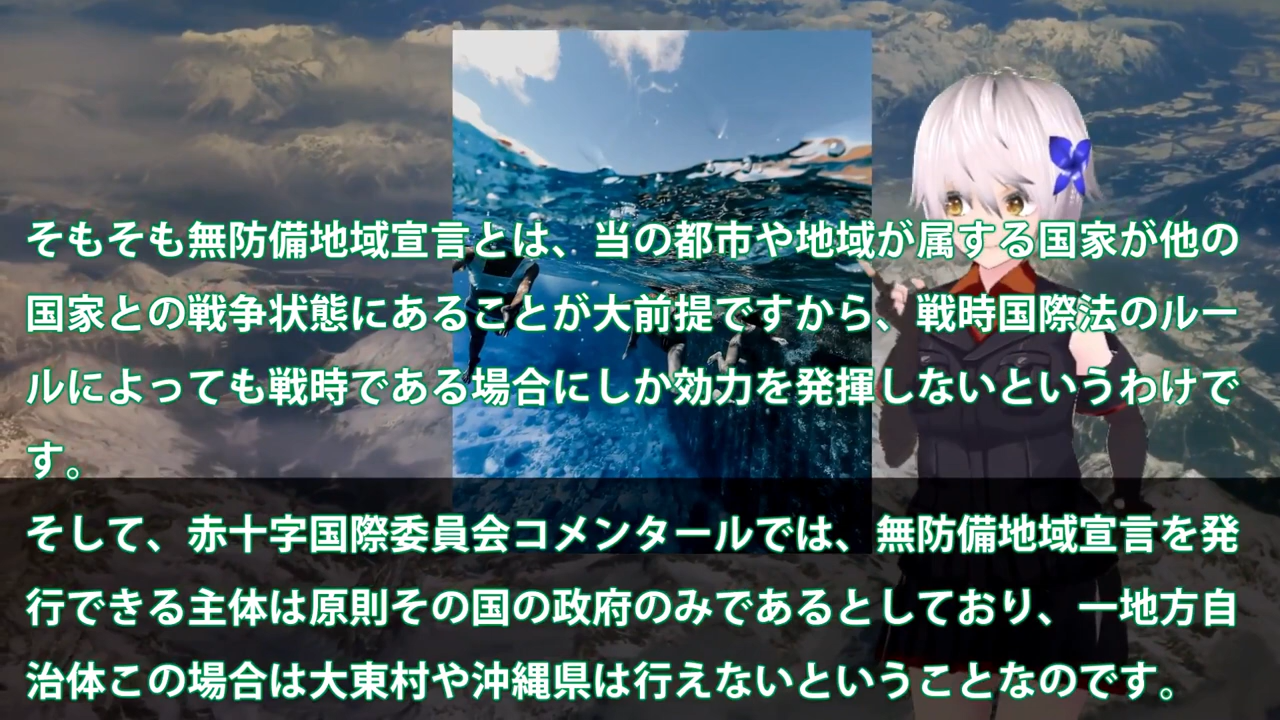 そもそも無防備地域宣言とは、当の都市や地域が属する国家が他の
国家との戦争状態にあることが大前提ですから、戦時国際法のルー
ルによっても戦時である場合にしか効力を発揮しないというわけで
す。
そして、赤十字国際委員会コメンタールでは、無防備地域宣言を発
行できる主体は原則その国の政府のみであるとしており、一地方自
治体この場合は大東村や沖縄県は行えないということなのです。